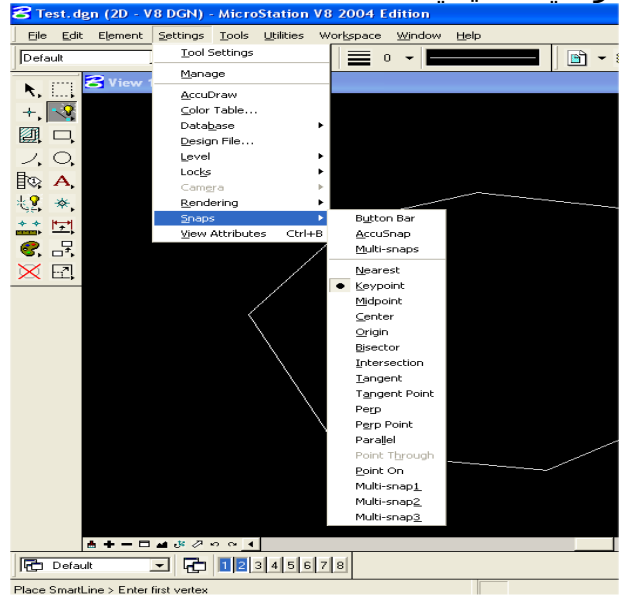 Test.dgn (2D - V8 DGN) - MicroStation V8 2004 Edition
File Edit Element Settings Tools Utilities Workspace Window Help
Default
0
View 1
Tool Settings
Manage
AccuDraw
Color Table...
Database
Design File...
Level
Locks
Camera
Rendering
Snaps
View Attributes Ctrl+B
Button Bar
AccuSnap
Multi-snaps
Nearest
Keypoint
Midpoint
Center
Origin
Bisector
Intersection
Tangent
Tangent Point
Perp
Perp Point
Parallel
Point Through
Point On
Multi-snap1
Multi-snap2
Multi-snap3
Default 1 2 3 4 5 6 7 8
Place SmartLine > Enter first vertex